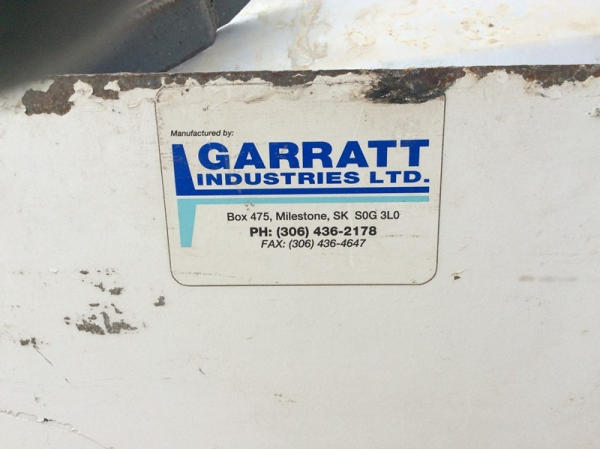 Manufactured by:
GARRATT
INDUSTRIES LTD.
Box 475, Milestone, SK S0G 3L0
PH: (306) 436-2178
FAX: (306) 436-4647